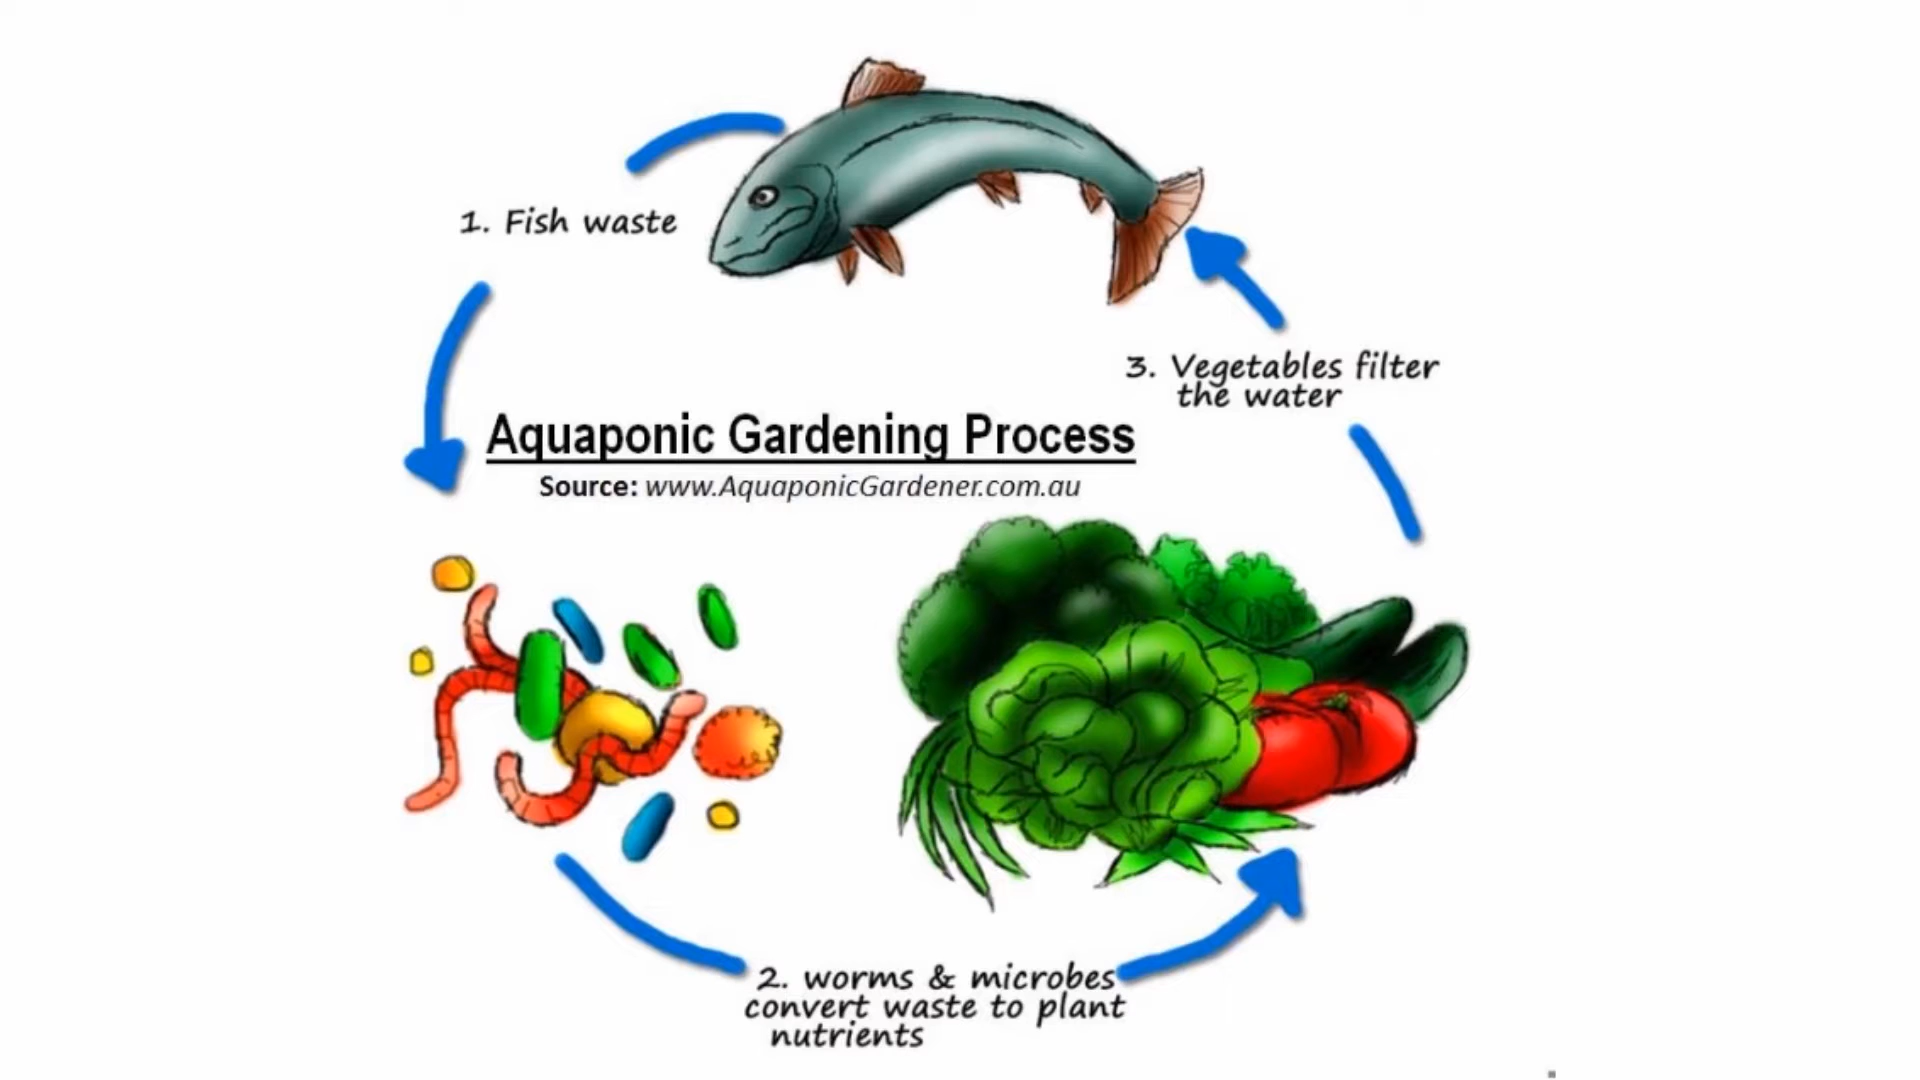 1. Fish waste
3. Vegetables filter
the water
Aquaponic Gardening Process
Source: www.AquaponicGardener.com.au
2. worms & microbes
convert waste to plant
nutrients